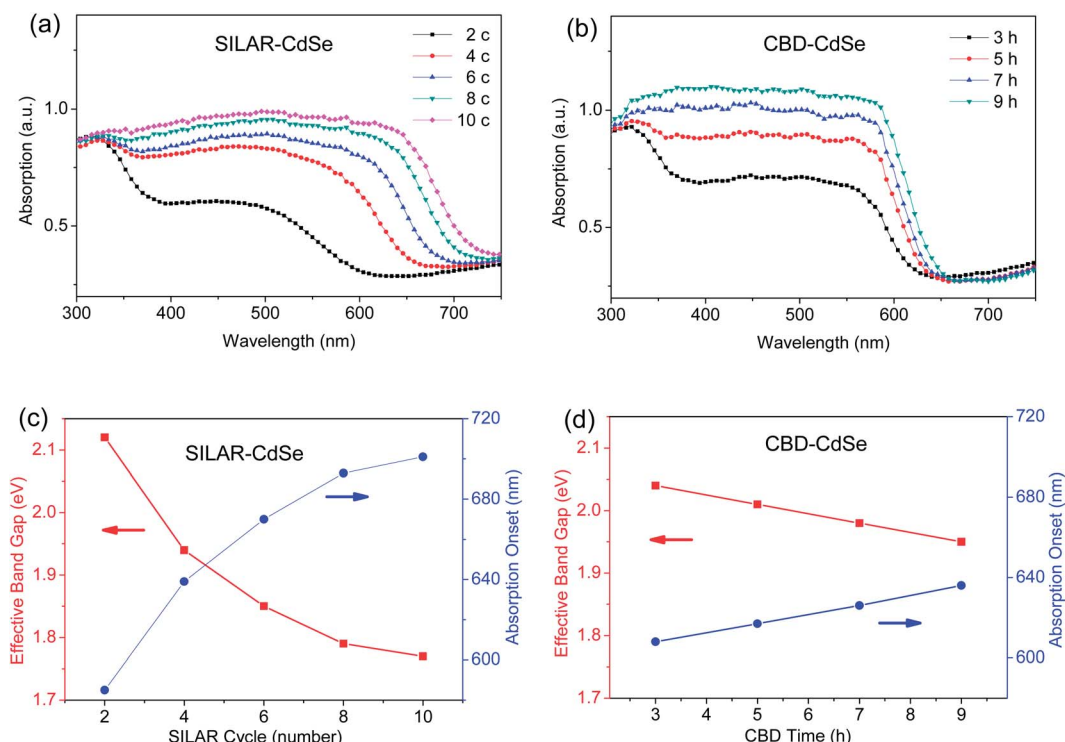 (a)
SILAR-CdSe
2 c
4 c
6 c
8 c
10 c
1.0
0.5
Absorption (a.u.)
300 400 500 600 700
Wavelength (nm)
(b)
CBD-CdSe
3 h
5 h
7 h
9 h
1.0
0.5
Absorption (a.u.)
300 400 500 600 700
Wavelength (nm)
(c)
SILAR-CdSe
2.1
2.0
1.9
1.8
1.7
Effective Band Gap (eV)
720
680
640
600
Absorption Onset (nm)
2 4 6 8 10
SILAR Cycle (number)
(d)
CBD-CdSe
2.1
2.0
1.9
1.8
1.7
Effective Band Gap (eV)
720
680
640
600
Absorption Onset (nm)
3 4 5 6 7 8 9
CBD Time (h)